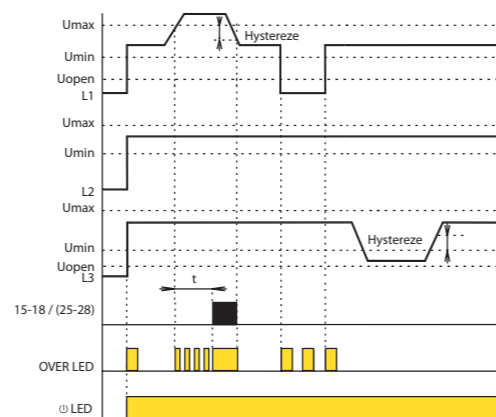 Umax
Hystereze
Umin
Uopen
L1
Umax
Umin
L2
Umax
Hystereze
Umin
Uopen
L3
t
15-18 / (25-28)
OVER LED
⏻ LED